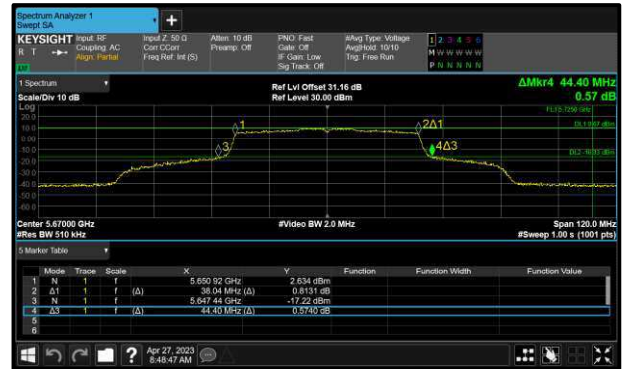 Spectrum Analyzer 1
Swept SA
KEYSIGHT Input: RF Input Z: 50 Ω Atten: 10 dB PNO: Fast #Avg Type: Voltage 1 2 3 4 5 6
R T Coupling: AC Corr CCorr Preamp: Off Gate: Off Avg|Hold: 10/10 M W W W W W
Align: Partial Freq Ref: Int (S) IF Gain: Low Trig: Free Run
Sig Track: Off P N N N N N
1 Spectrum
Ref Lvl Offset 31.16 dB ΔMkr4 44.40 MHz
Scale/Div 10 dB Ref Level 30.00 dBm 0.57 dB
Log
20.0
10.0 1 2Δ1
0.00
-10.0 3 4Δ3
-20.0
-30.0
-40.0
-50.0
-60.0
Center 5.67000 GHz #Video BW 2.0 MHz Span 120.0 MHz
#Res BW 510 kHz #Sweep 1.00 s (1001 pts)
5 Marker Table
Mode Trace Scale X Y Function Function Width Function Value
1 N 1 f 5.650 92 GHz 2.634 dBm
2 Δ1 1 f (Δ) 38.04 MHz (Δ) 0.8131 dB
3 N 1 f 5.647 44 GHz -17.22 dBm
4 Δ3 1 f (Δ) 44.40 MHz (Δ) 0.5740 dB
5
6
? Apr 27, 2023
8:48:47 AM